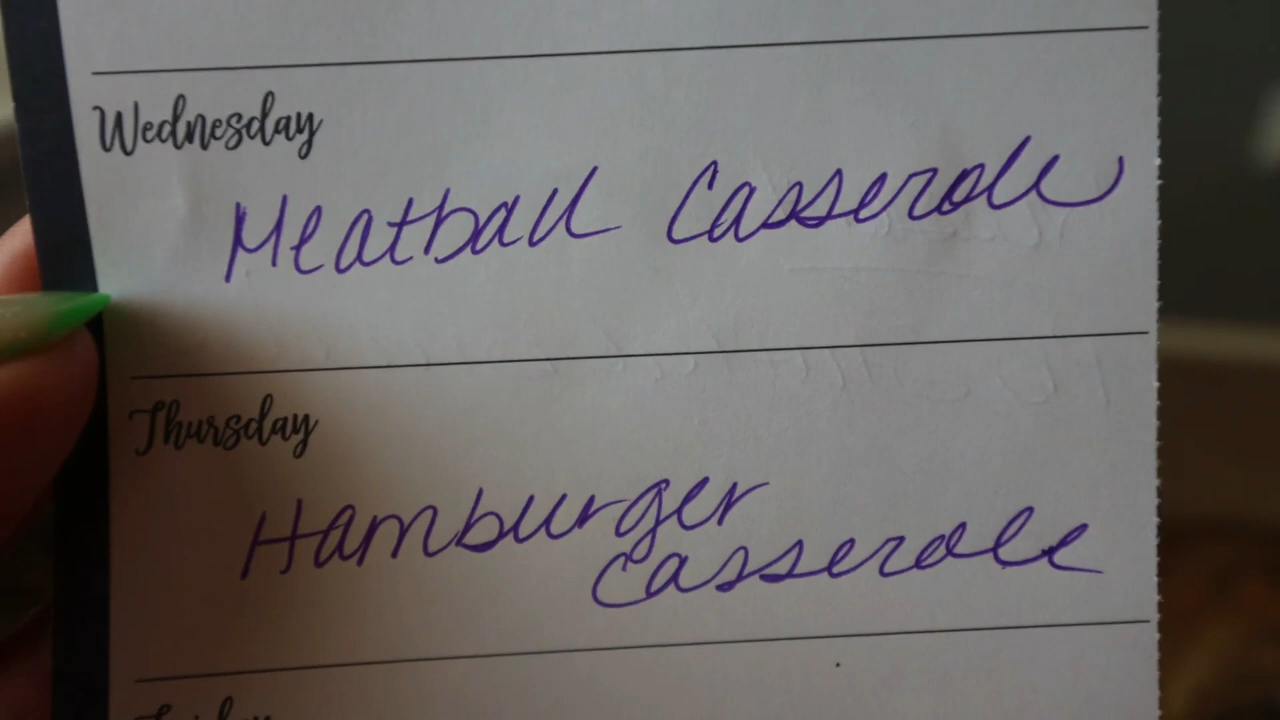 Wednesday
Meatball Casserole
Thursday
Hamburger
Casserole